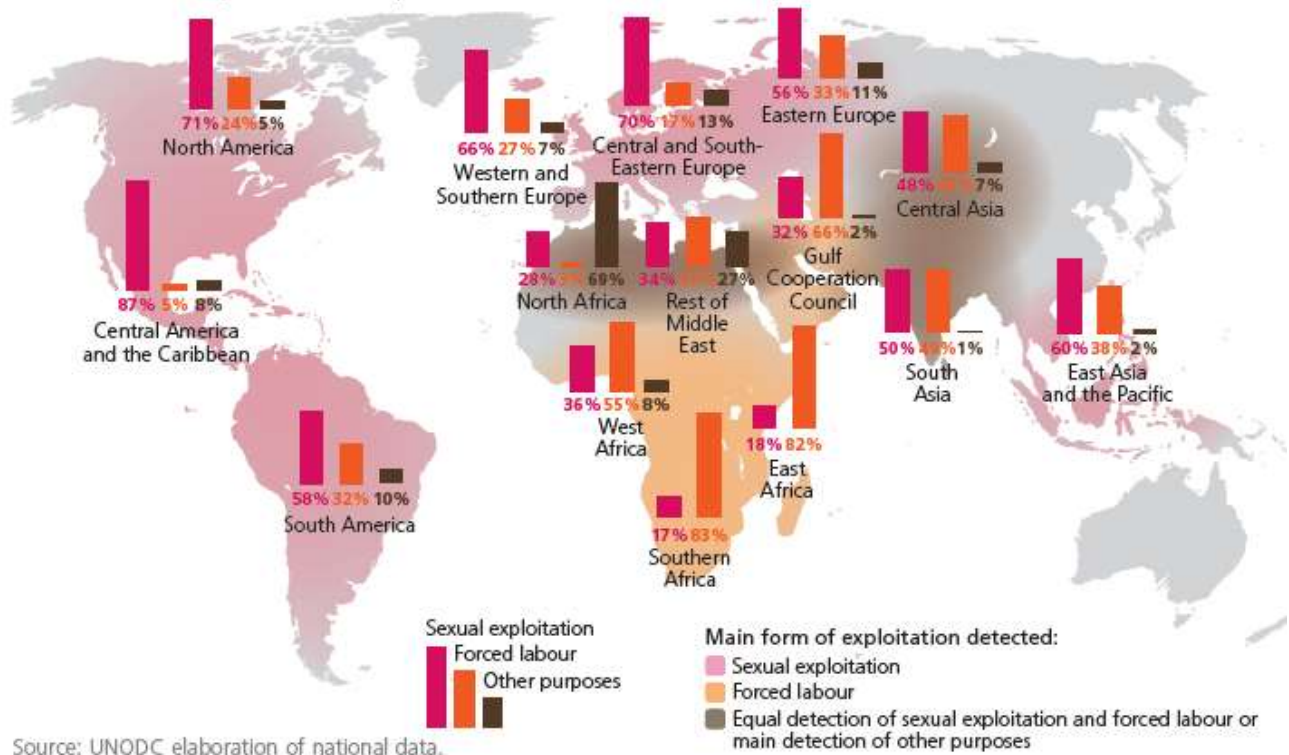 71% 24% 5%
North America
66% 27% 7%
Western and
Southern Europe
70% 17% 13%
Central and South-
Eastern Europe
56% 33% 11%
Eastern Europe
48% 7%
Central Asia
87% 5% 8%
Central America
and the Caribbean
28% 3% 69%
North Africa
34% 27%
Rest of
Middle
East
32% 66% 2%
Gulf
Cooperation
Council
50% 49% 1%
South
Asia
60% 38% 2%
East Asia
and the Pacific
36% 55% 8%
West
Africa
18% 82%
East
Africa
58% 32% 10%
South America
17% 83%
Southern
Africa
Sexual exploitation
Forced labour
Other purposes
Main form of exploitation detected:
Sexual exploitation
Forced labour
Equal detection of sexual exploitation and forced labour or
main detection of other purposes
Source: UNODC elaboration of national data.